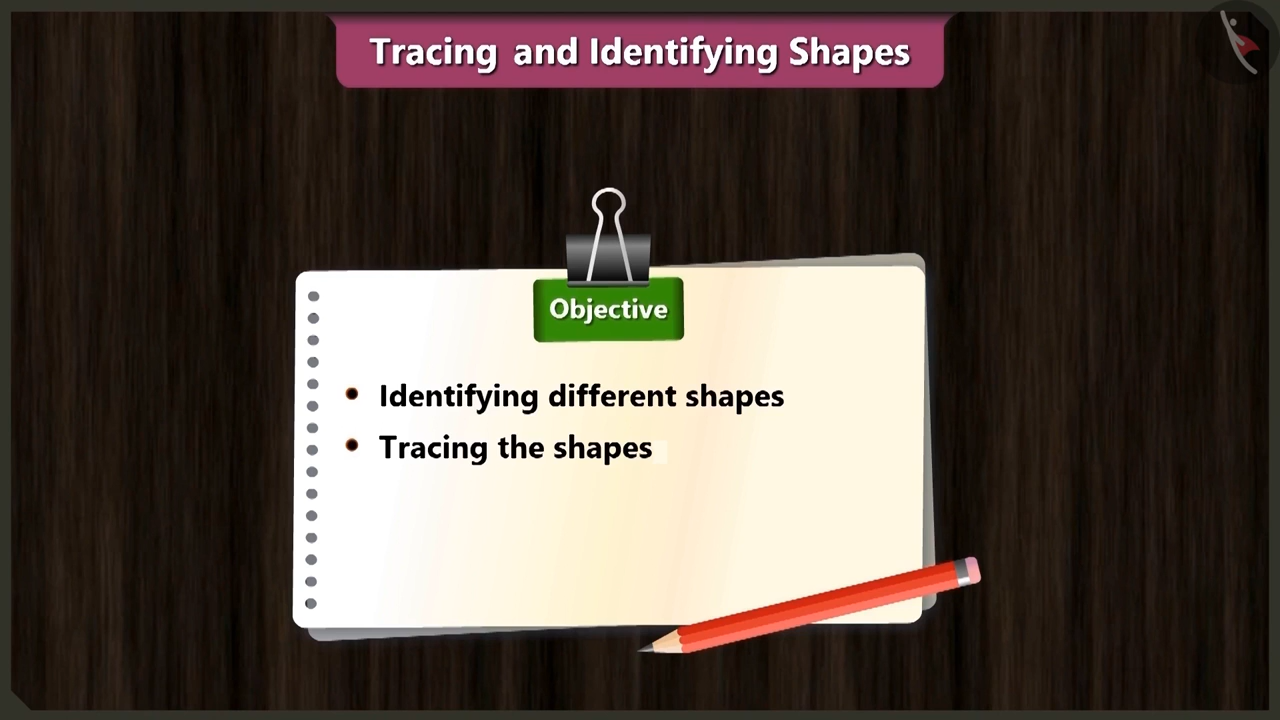 Tracing and Identifying Shapes
Objective
Identifying different shapes
Tracing the shapes